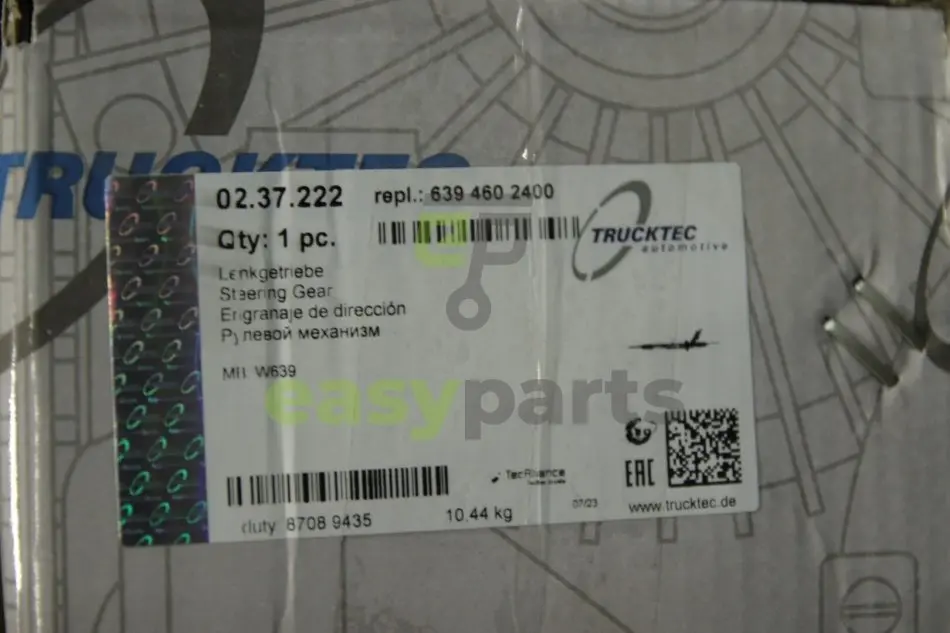 TRUCKTEC
02.37.222 repl.: 639 460 2400
Qty: 1 pc.
TRUCKTEC
automotive
Lenkgetriebe
Steering Gear
Engranaje de dirección
Рулевой механизм
MB W639
easyparts
TecAlliance
EAC
duty 8708 9435
10.44 kg
07/23
www.trucktec.de